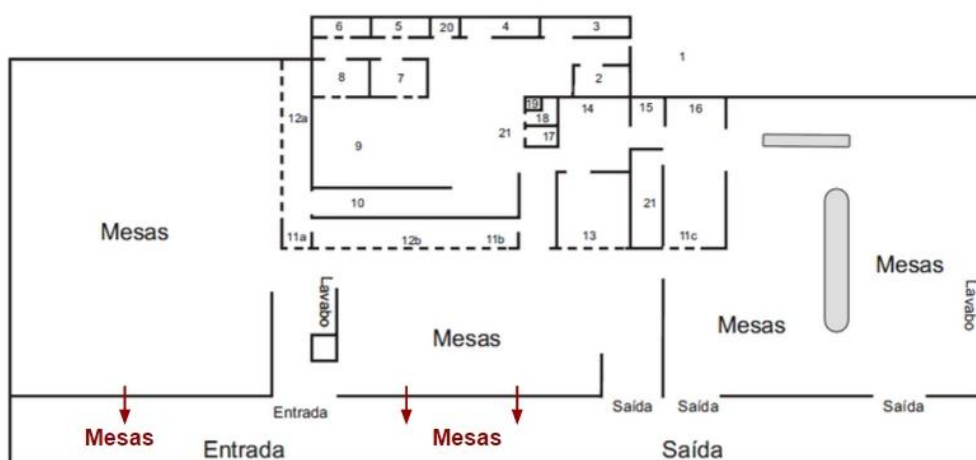 6 5 20 4 3
1
8 7 2
12a 19 14 15 16
18
21 17
9
10 21
Mesas
11a 12b 11b 13 11c
Mesas
Lavabo
Lavabo
Mesas
Mesas
Entrada Saída Saída Saída
Mesas Mesas
Entrada Saída